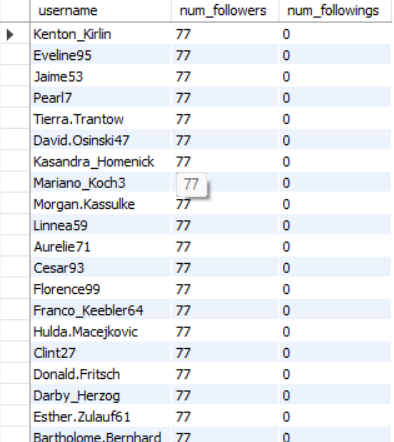 username num_followers num_followings
Kenton_Kirlin 77 0
Eveline95 77 0
Jaime53 77 0
Pearl7 77 0
Tierra.Trantow 77 0
David.Osinski47 77 0
Kasandra_Homenick 77 0
Mariano_Koch3 77 0
Morgan.Kassulke 77 0
Linnea59 77 0
Aurelie71 77 0
Cesar93 77 0
Florence99 77 0
Franco_Keebler64 77 0
Hulda.Macejkovic 77 0
Clint27 77 0
Donald.Fritsch 77 0
Darby_Herzog 77 0
Esther.Zulauf61 77 0
Bartholome.Bernhard 77 0